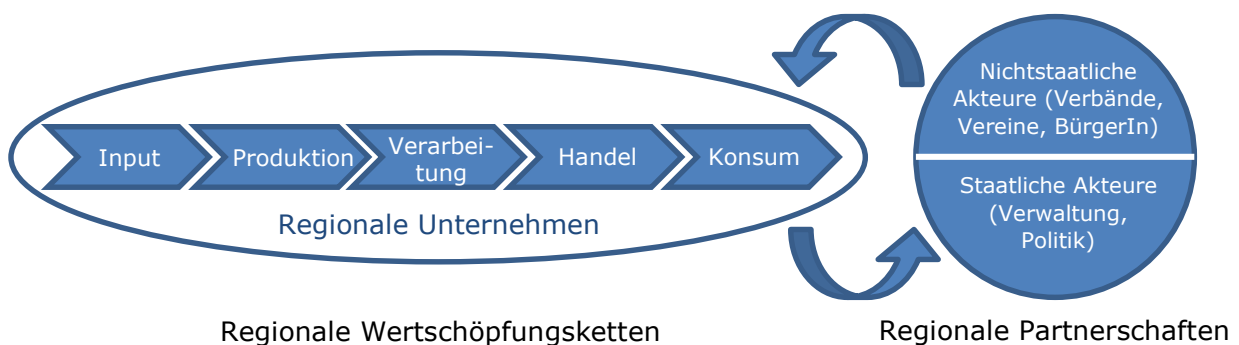 Input
Produktion
Verarbei-
tung
Handel
Konsum
Regionale Unternehmen
Regionale Wertschöpfungsketten
Nichtstaatliche
Akteure (Verbände,
Vereine, BürgerIn)
Staatliche Akteure
(Verwaltung,
Politik)
Regionale Partnerschaften